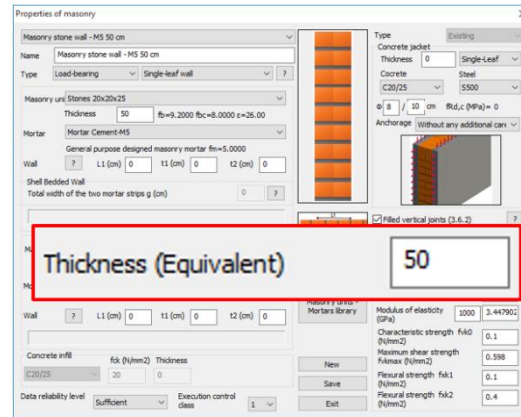 Properties of masonry
Masonry stone wall - M5 50 cm
Name Masonry stone wall - M5 50 cm
Type Load-bearing Single-leaf wall ?
Masonry uni Stones 20x20x25
Thickness 50 fb=9.2000 fbc=8.0000 ε=26.00
Mortar Mortar Cement-M5
General purpose designed masonry mortar fm=5.0000
Wall ? L1 (cm) 0 t1 (cm) 0 t2 (cm) 0
Shell Bedded Wall
Total width of the two mortar strips g (cm) 0 ?
Type Existing
Concrete jacket
Thickness 0 Single-Leaf
Cocrete Steel
C20/25 S500
Φ 8 / 10 cm fRd,c (MPa)= 0
Anchorage Without any additional care
Filled vertical joints (3.6.2) ?
Thickness (Equivalent) 50
Wall ? L1 (cm) 0 t1 (cm) 0 t2 (cm) 0
Concrete infill
fck (N/mm2) Thickness
C20/25 20 0
Data reliability level Sufficient Execution control class 1
Masonry units - Mortars library
New
Save
Exit
Modulus of elasticity (GPa) 1000 3.447902
Characteristic strength fvk0 (N/mm2) 0.1
Maximum shear strength fvkmax (N/mm2) 0.598
Flexural strength fxk1 (N/mm2) 0.1
Flexural strength fxk2 (N/mm2) 0.4